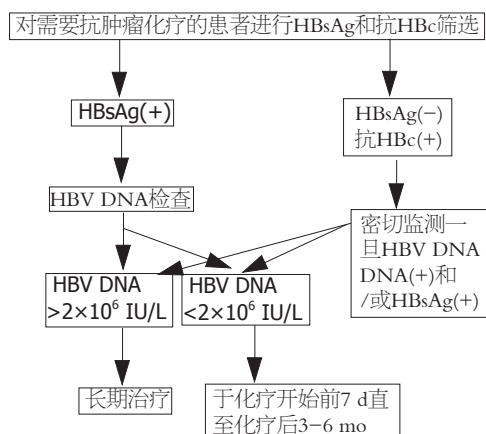 对需要抗肿瘤化疗的患者进行HBsAg和抗HBc筛选
HBsAg(+)
HBsAg(−)
抗HBc(+)
HBV DNA检查
密切监测一
旦HBV DNA
DNA(+)和
/或HBsAg(+)
HBV DNA
>2×10⁶ IU/L
HBV DNA
<2×10⁶ IU/L
长期治疗
于化疗开始前7 d直
至化疗后3−6 mo